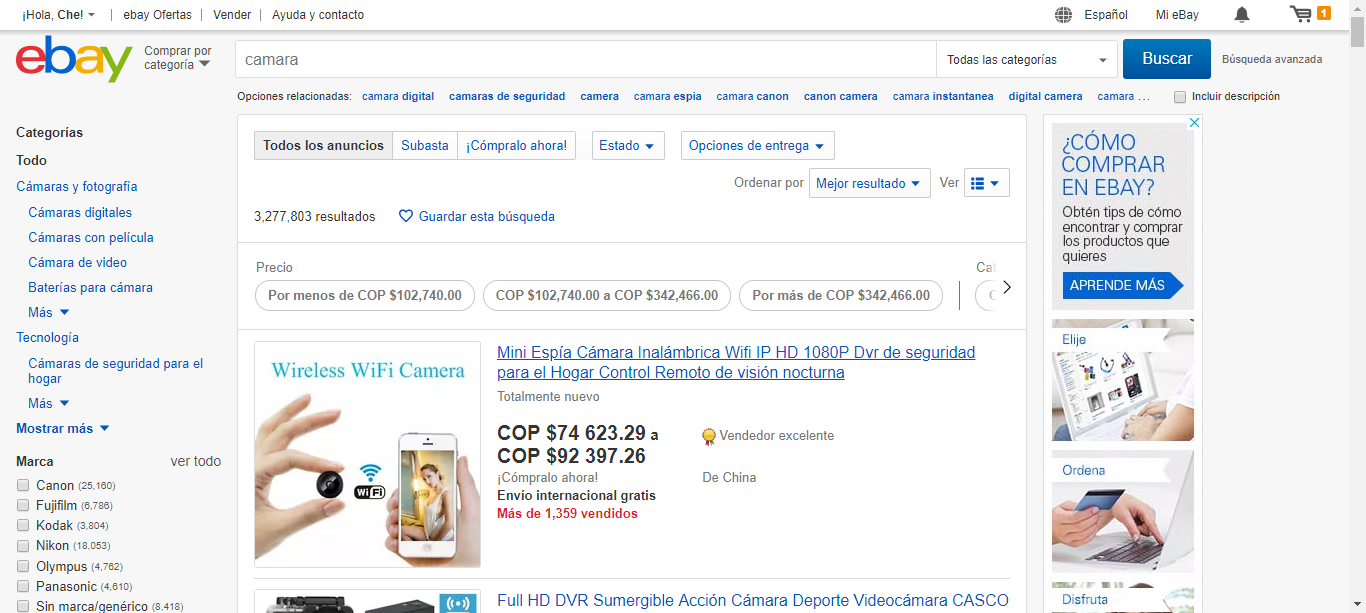 ¡Hola, Che!
ebay Ofertas
Vender
Ayuda y contacto
Español
Mi eBay
1
ebay
Comprar por
categoría
camara
Todas las categorías
Buscar
Búsqueda avanzada
Opciones relacionadas: camara digital camaras de seguridad camera camara espia camara canon canon camera camara instantanea digital camera camara ...
Incluir descripción
Categorías
Todo
Cámaras y fotografía
Cámaras digitales
Cámaras con película
Cámara de video
Baterías para cámara
Más
Tecnología
Cámaras de seguridad para el
hogar
Más
Mostrar más
Marca
ver todo
Canon (25,160)
Fujifilm (6,786)
Kodak (3,804)
Nikon (18,053)
Olympus (4,762)
Panasonic (4,610)
Sin marca/genérico (8,418)
Todos los anuncios
Subasta
¡Cómpralo ahora!
Estado
Opciones de entrega
Ordenar por
Mejor resultado
Ver
3,277,803 resultados
Guardar esta búsqueda
Precio
Por menos de COP $102,740.00
COP $102,740.00 a COP $342,466.00
Por más de COP $342,466.00
Wireless WiFi Camera
WiFi
Mini Espía Cámara Inalámbrica Wifi IP HD 1080P Dvr de seguridad
para el Hogar Control Remoto de visión nocturna
Totalmente nuevo
COP $74 623.29 a
COP $92 397.26
¡Cómpralo ahora!
Envío internacional gratis
Más de 1,359 vendidos
Vendedor excelente
De China
Full HD DVR Sumergible Acción Cámara Deporte Videocámara CASCO
¿CÓMO
COMPRAR
EN EBAY?
Obtén tips de cómo
encontrar y comprar
los productos que
quieres
APRENDE MÁS
Elije
Ordena
Disfruta